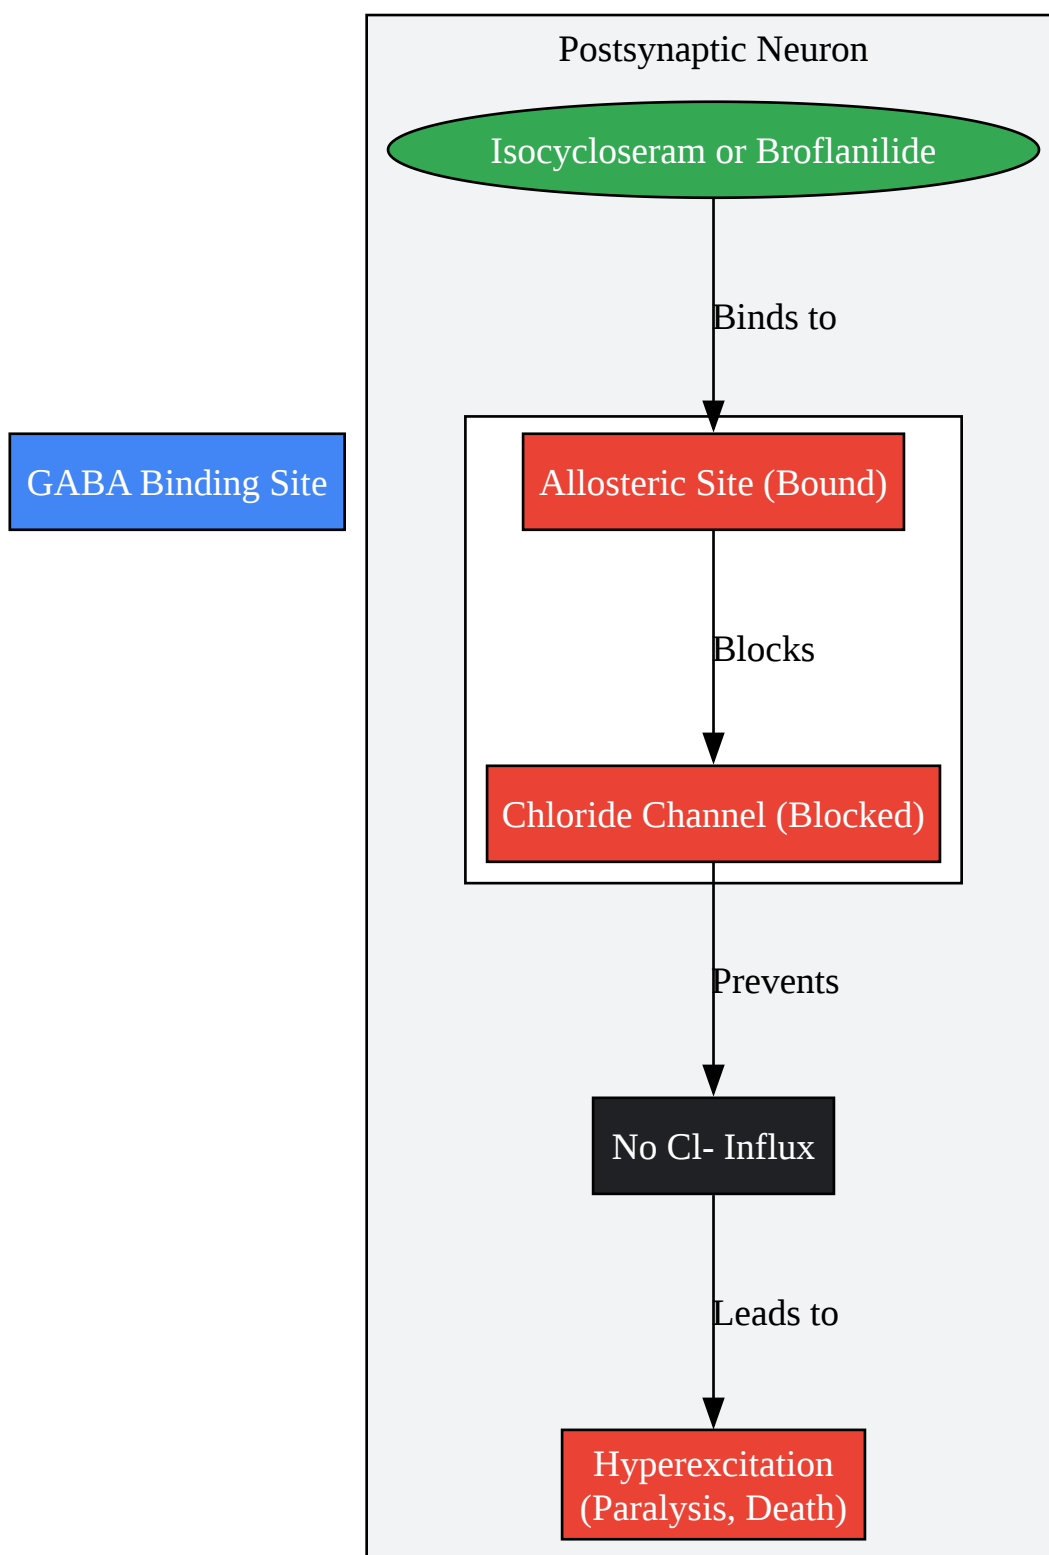 Postsynaptic Neuron
Isocycloseram or Broflanilide
Binds to
GABA Binding Site
Allosteric Site (Bound)
Blocks
Chloride Channel (Blocked)
Prevents
No Cl- Influx
Leads to
Hyperexcitation
(Paralysis, Death)